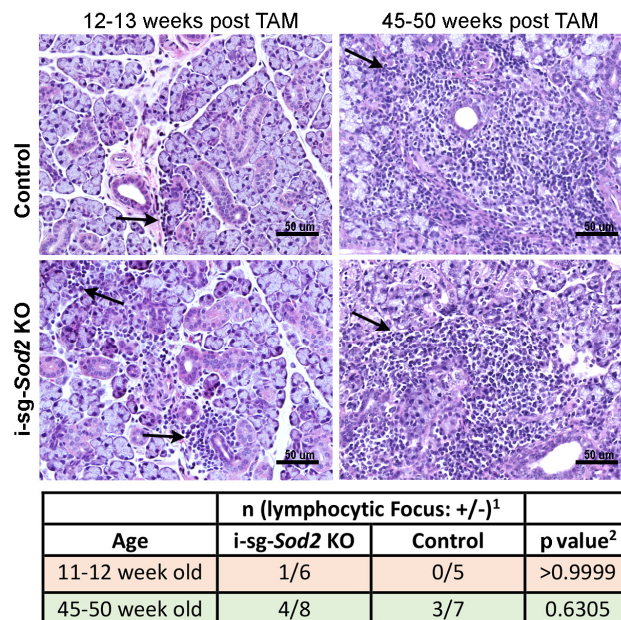 12-13 weeks post TAM 45-50 weeks post TAM
Control
50 um
50 um
i-sg-Sod2 KO
50 um
50 um
n (lymphocytic Focus: +/-)1
Age i-sg-Sod2 KO Control p value2
11-12 week old 1/6 0/5 >0.9999
45-50 week old 4/8 3/7 0.6305